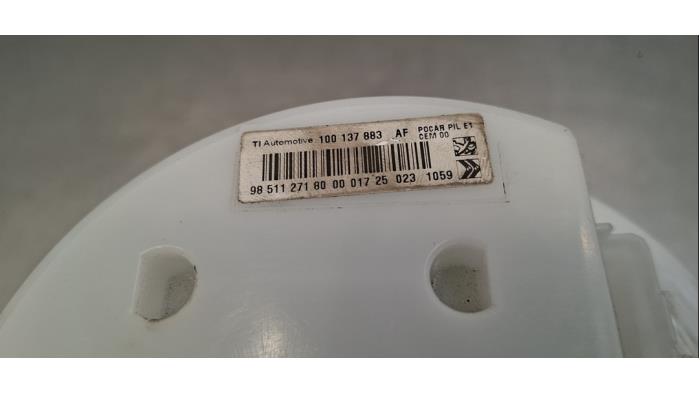 TI Automotive 100 137 883 AF POCAR PIL E1
CEM 00
98 511 271 80 00 017 25 023 1059